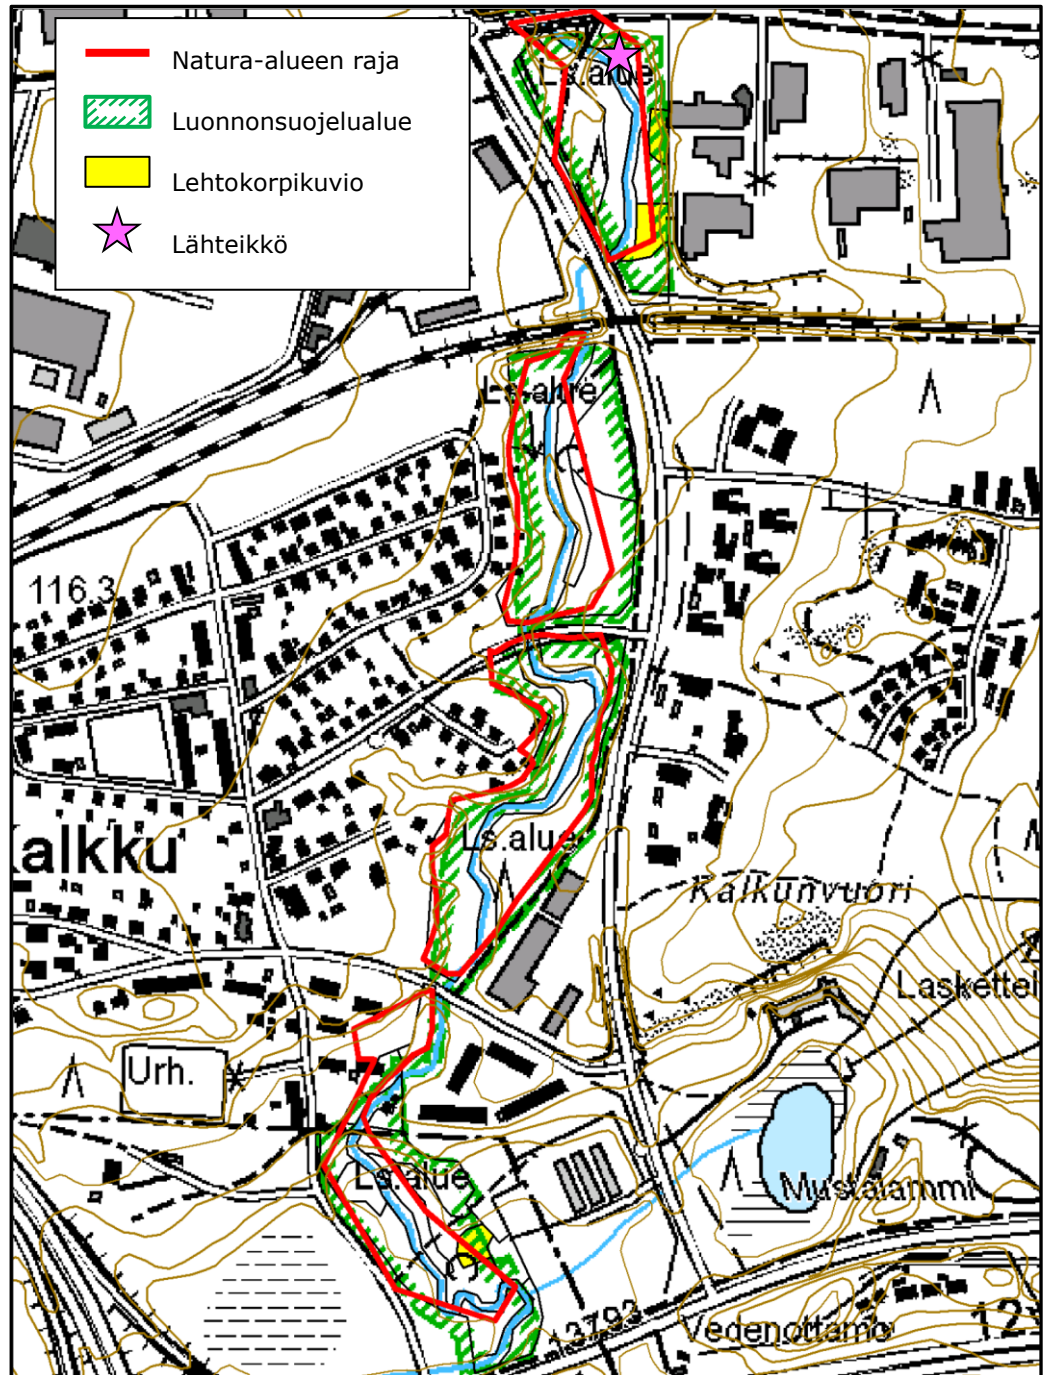 Natura-alueen raja
Luonnonsuojelualue
Lehtokorpikuvio
Lähteikkö
Ls.alue
Ls.alue
116.3
Ls.alue
Kalkku
Kalkunvuori
Laskettel
Urh.
Ls.alue
Mustalammi
Vedenottamo